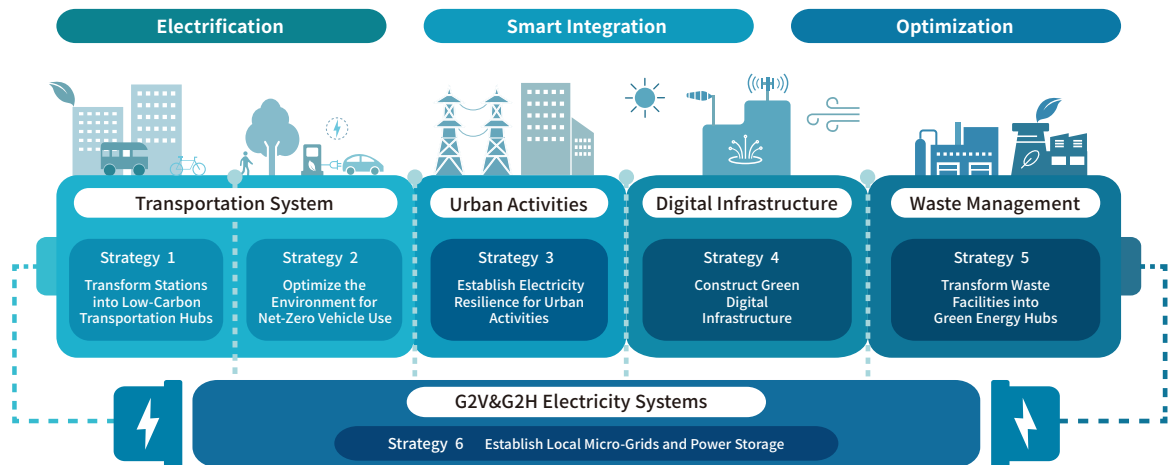 Electrification
Smart Integration
Optimization
Transportation System
Urban Activities
Digital Infrastructure
Waste Management
Strategy 1
Transform Stations
into Low-Carbon
Transportation Hubs
Strategy 2
Optimize the
Environment for
Net-Zero Vehicle Use
Strategy 3
Establish Electricity
Resilience for Urban
Activities
Strategy 4
Construct Green
Digital
Infrastructure
Strategy 5
Transform Waste
Facilities into
Green Energy Hubs
G2V&G2H Electricity Systems
Strategy 6 Establish Local Micro-Grids and Power Storage